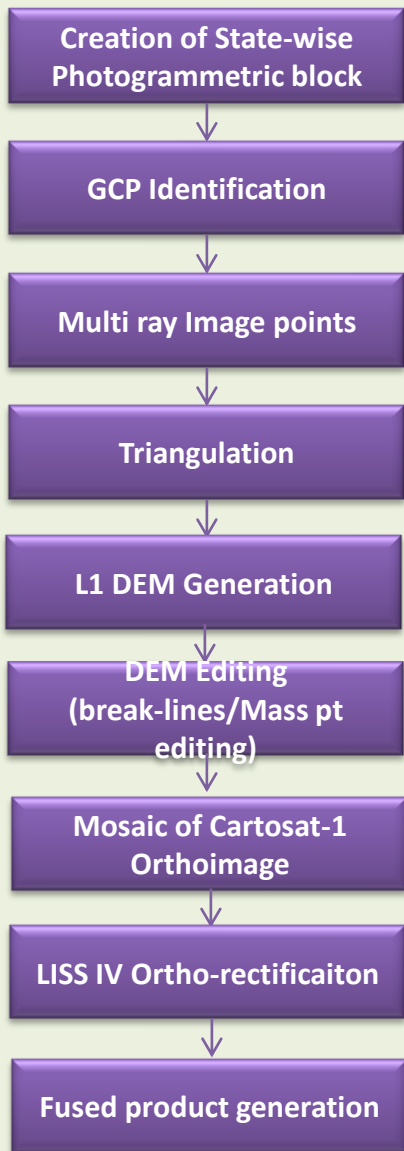 Creation of State-wise
Photogrammetric block
GCP Identification
Multi ray Image points
Triangulation
L1 DEM Generation
DEM Editing
(break-lines/Mass pt
editing)
Mosaic of Cartosat-1
Orthoimage
LISS IV Ortho-rectificaiton
Fused product generation